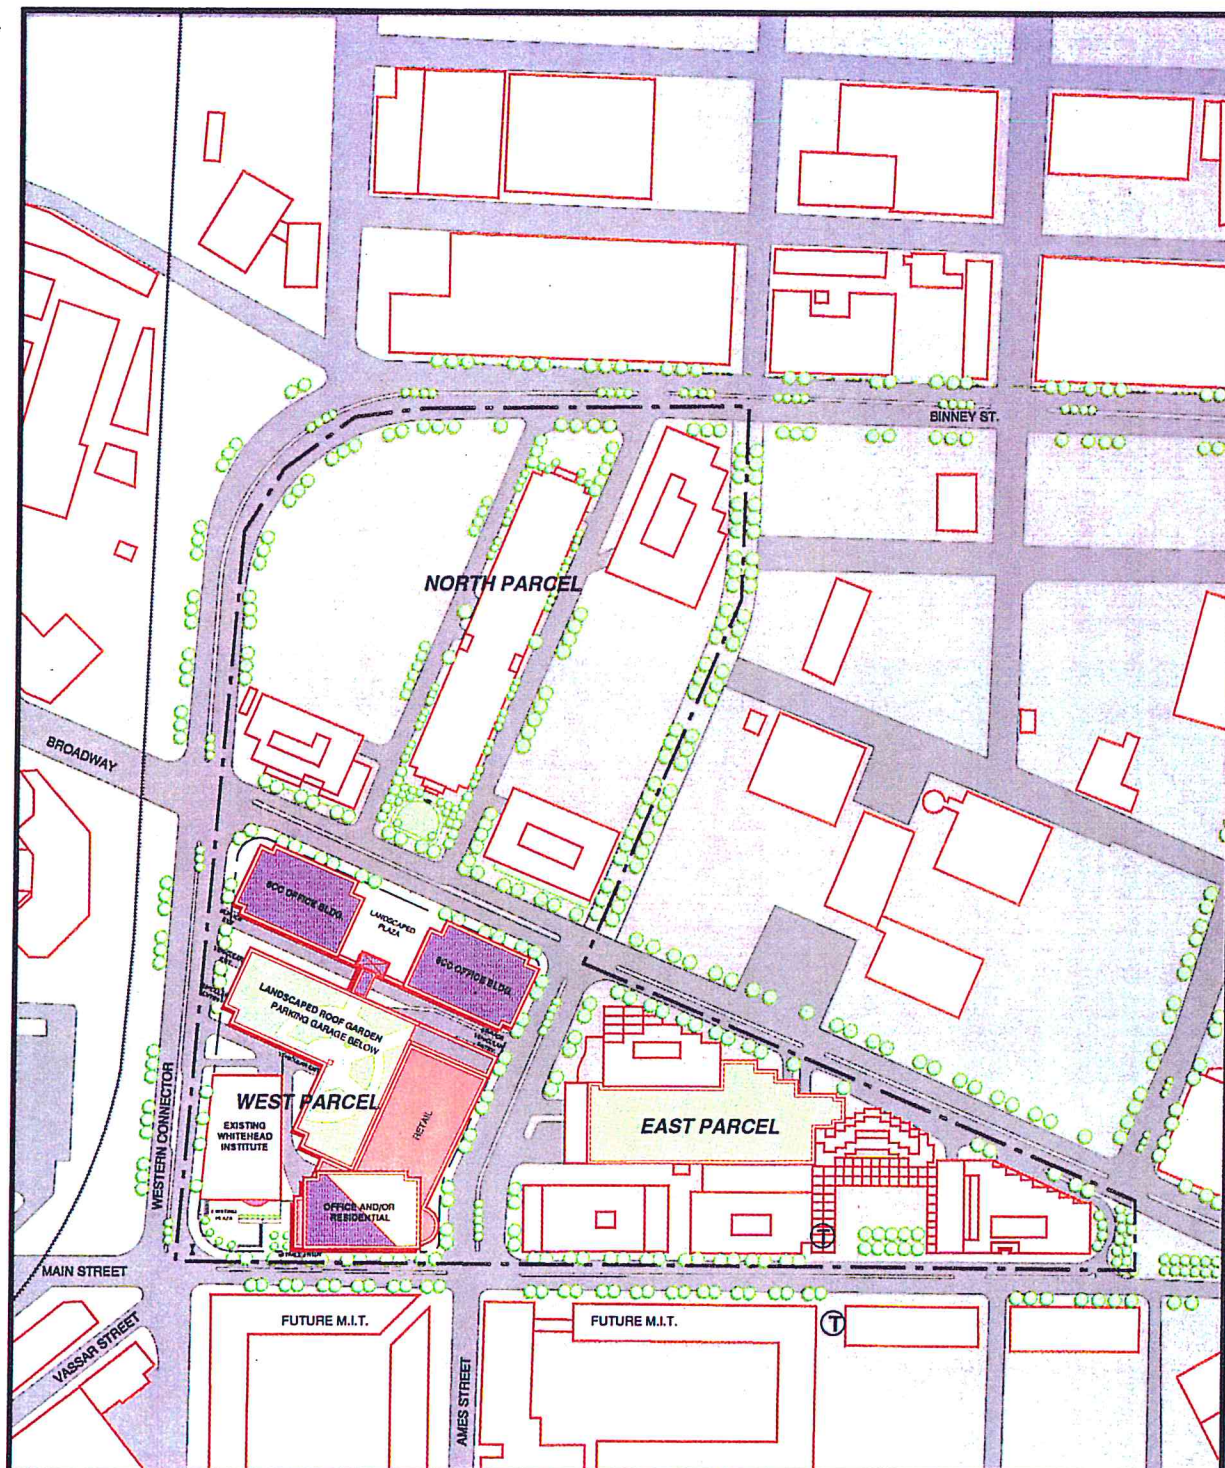 BINNEY ST.
NORTH PARCEL
BROADWAY
LANDSCAPED
PLAZA
LANDSCAPED ROOF GARDEN
PARKING GARAGE BELOW
WESTERN CONNECTOR
WEST PARCEL
EXISTING
WHITEHEAD
INSTITUTE
RETAIL
EAST PARCEL
OFFICE AND/OR
RESIDENTIAL
PLAZA
T
MAIN STREET
FUTURE M.I.T.
FUTURE M.I.T.
T
VASSAR STREET
AMES STREET